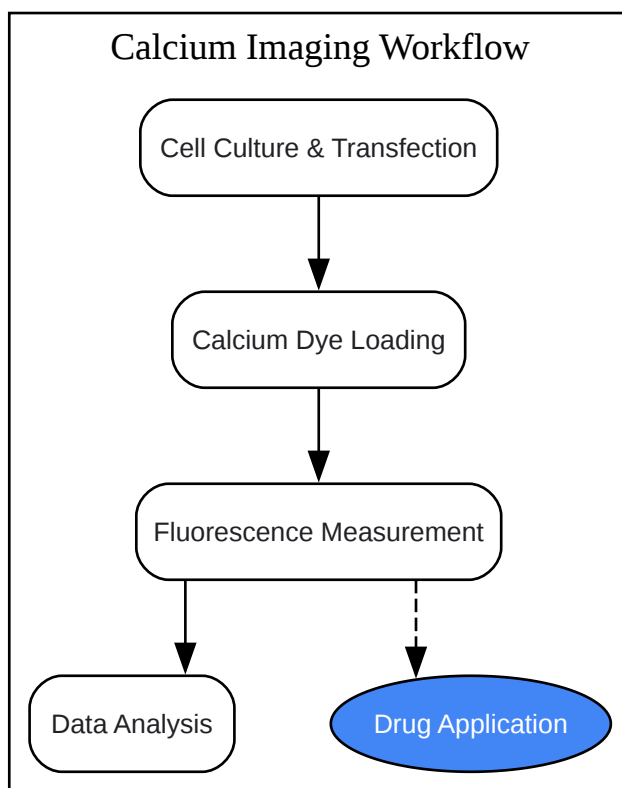 Calcium Imaging Workflow
Cell Culture & Transfection
Calcium Dye Loading
Fluorescence Measurement
Data Analysis
Drug Application